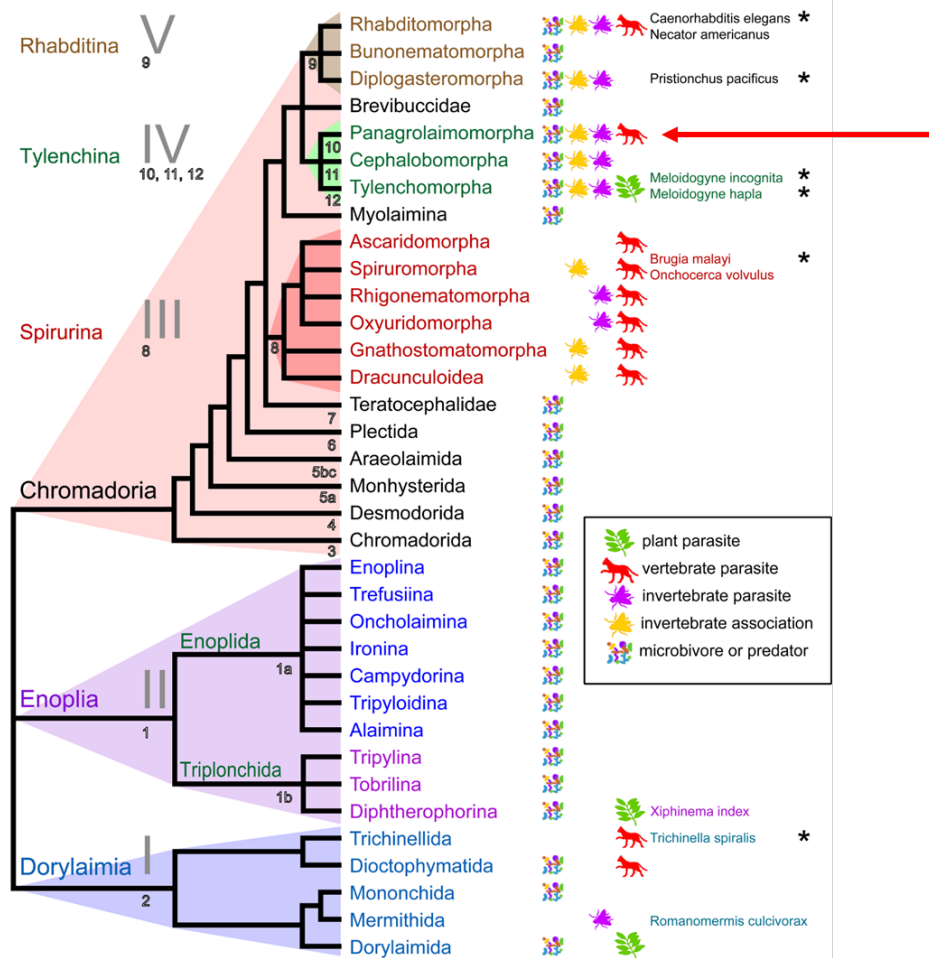 Rhabditina
V
9
Tylenchina
IV
10, 11, 12
Spirurina
III
8
Chromadoria
Enoplia
II
1
Enoplida
1a
Triplonchida
1b
Dorylaimia
I
2
9
10
11
12
8
7
6
5bc
5a
4
3
Rhabditomorpha
Bunonematomorpha
Diplogasteromorpha
Brevibuccidae
Panagrolaimomorpha
Cephalobomorpha
Tylenchomorpha
Myolaimina
Ascaridomorpha
Spiruromorpha
Rhigonematomorpha
Oxyuridomorpha
Gnathostomatomorpha
Dracunculoidea
Teratocephalidae
Plectida
Araeolaimida
Monhysterida
Desmodorida
Chromadorida
Enoplina
Trefusiina
Oncholaimina
Ironina
Campydorina
Tripyloidina
Alaimina
Tripylina
Tobrilina
Diphtherophorina
Trichinellida
Dioctophymatida
Mononchida
Mermithida
Dorylaimida
Caenorhabditis elegans *
Necator americanus
Pristionchus pacificus *
Meloidogyne incognita *
Meloidogyne hapla *
Brugia malayi *
Onchocerca volvulus
plant parasite
vertebrate parasite
invertebrate parasite
invertebrate association
microbivore or predator
Xiphinema index
Trichinella spiralis *
Romanomermis culcivorax